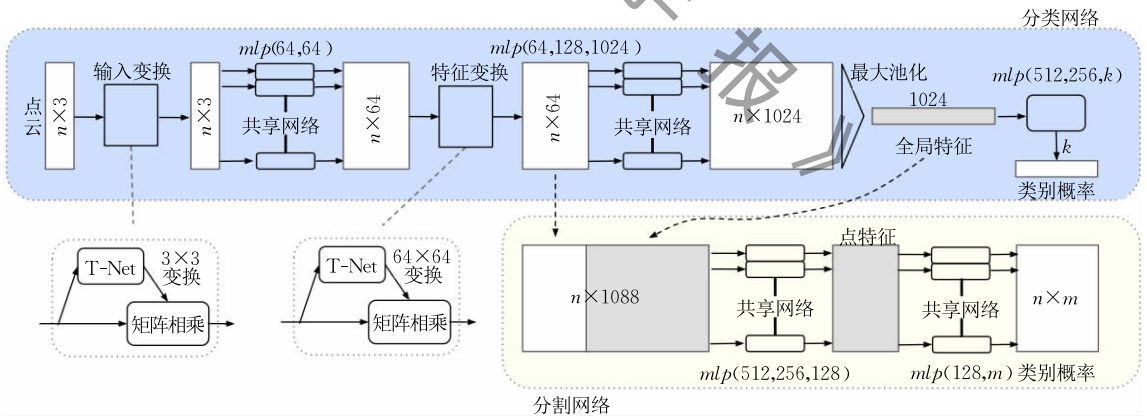 分类网络
mlp(64,64)
mlp(64,128,1024)
输入变换
特征变换
最大池化
mlp(512,256,k)
点云
n×3
n×3
共享网络
n×64
n×64
共享网络
n×1024
1024
全局特征
k
类别概率
报
》
T-Net
3×3
变换
矩阵相乘
T-Net
64×64
变换
矩阵相乘
点特征
n×1088
共享网络
共享网络
n×m
mlp(512,256,128)
mlp(128,m)
类别概率
分割网络